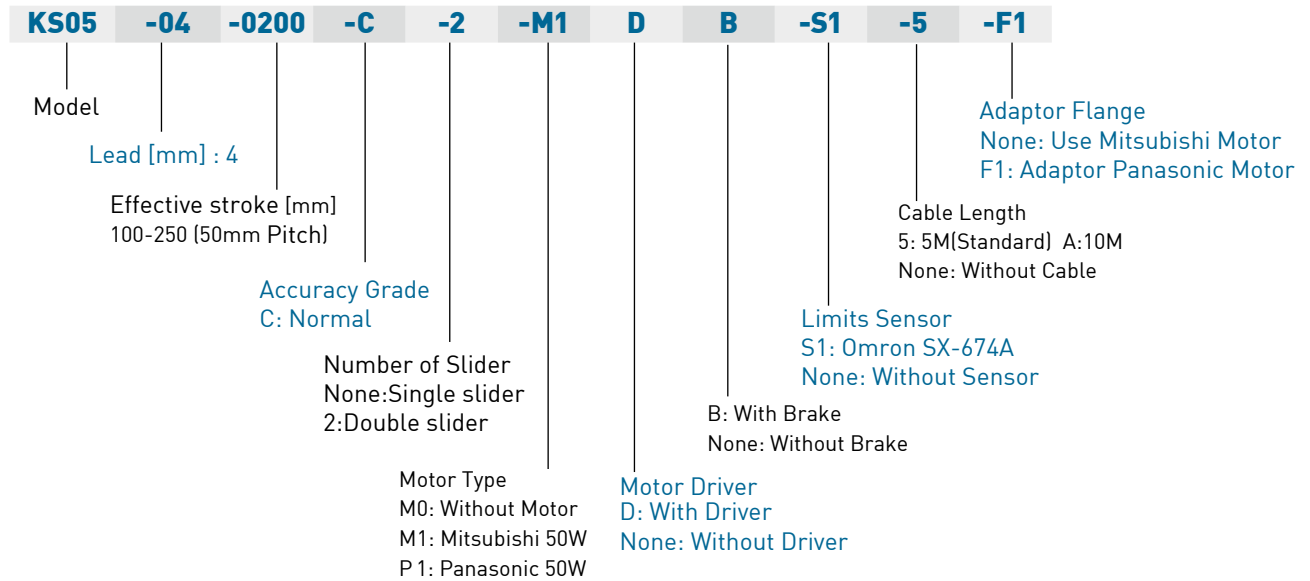 KS05 -04 -0200 -C -2 -M1 D B -S1 -5 -F1
Model
Lead [mm] : 4
Effective stroke [mm]
100-250 (50mm Pitch)
Accuracy Grade
C: Normal
Number of Slider
None:Single slider
2:Double slider
Motor Type
M0: Without Motor
M1: Mitsubishi 50W
P 1: Panasonic 50W
Motor Driver
D: With Driver
None: Without Driver
B: With Brake
None: Without Brake
Limits Sensor
S1: Omron SX-674A
None: Without Sensor
Cable Length
5: 5M(Standard) A:10M
None: Without Cable
Adaptor Flange
None: Use Mitsubishi Motor
F1: Adaptor Panasonic Motor